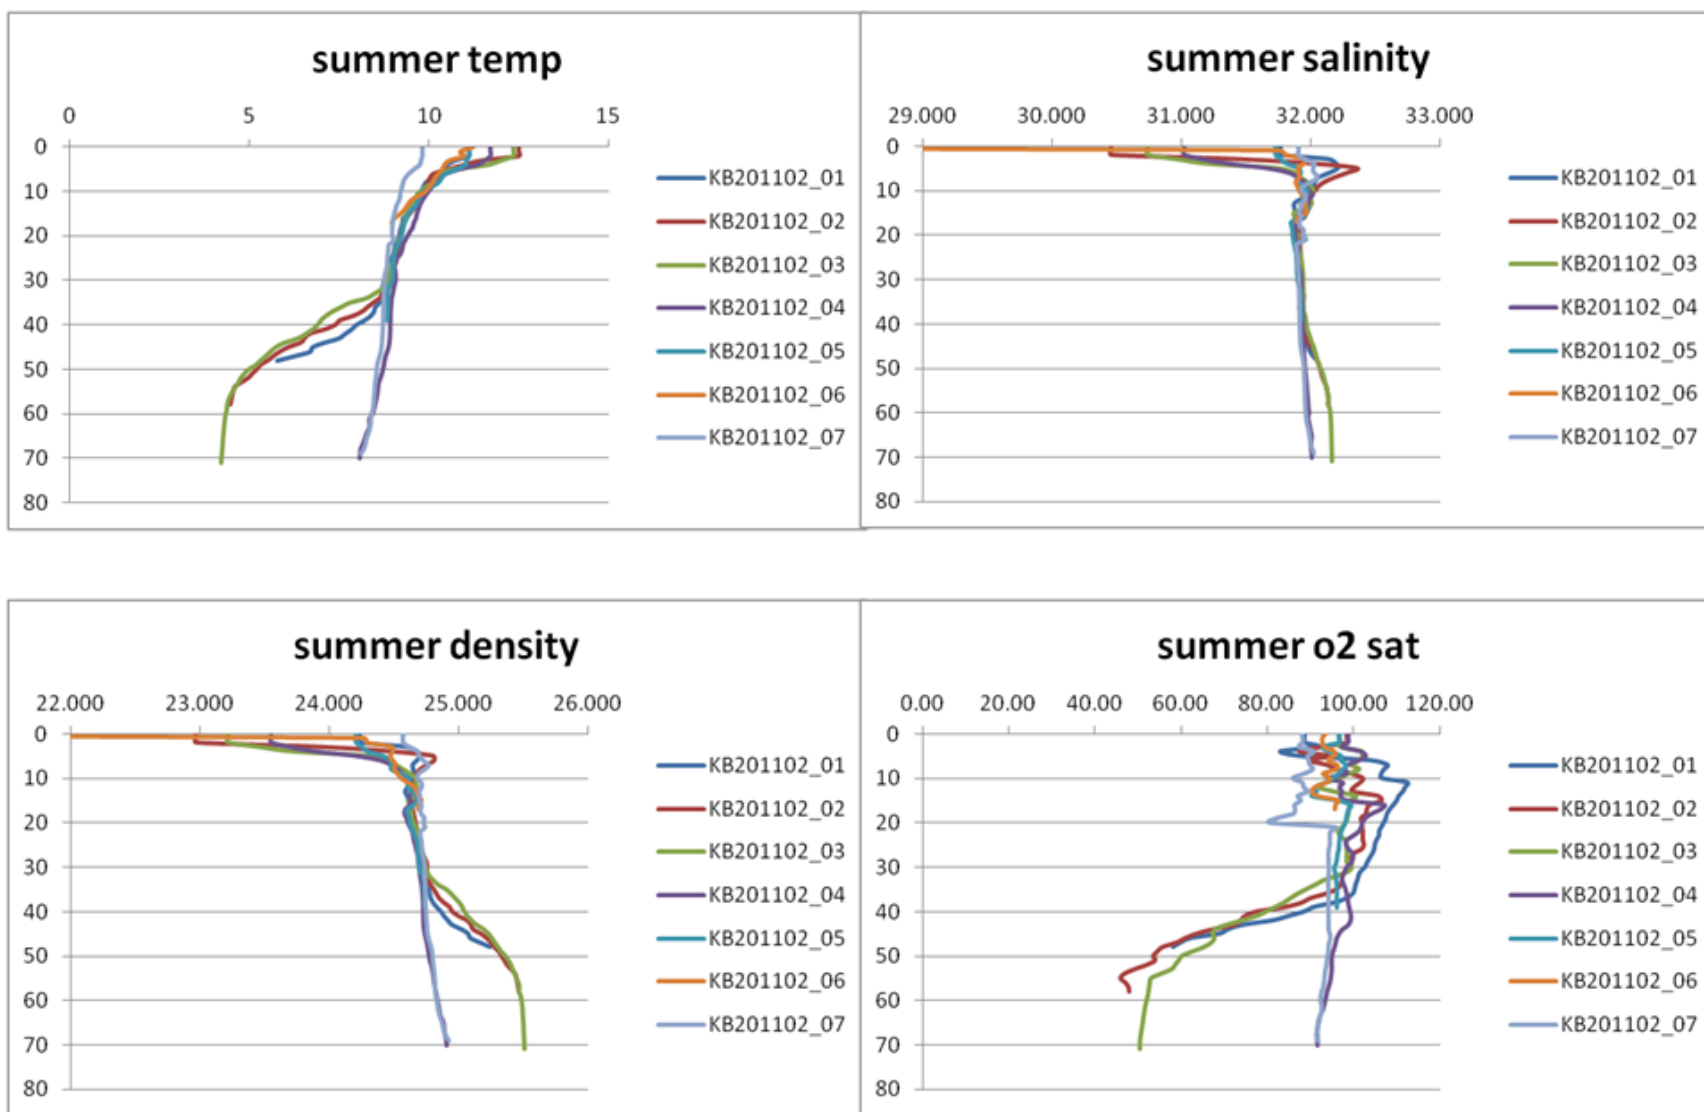 summer temp
0 5 10 15
0
10
20
30
40
50
60
70
80
KB201102_01
KB201102_02
KB201102_03
KB201102_04
KB201102_05
KB201102_06
KB201102_07
summer salinity
29.000 30.000 31.000 32.000 33.000
0
10
20
30
40
50
60
70
80
KB201102_01
KB201102_02
KB201102_03
KB201102_04
KB201102_05
KB201102_06
KB201102_07
summer density
22.000 23.000 24.000 25.000 26.000
0
10
20
30
40
50
60
70
80
KB201102_01
KB201102_02
KB201102_03
KB201102_04
KB201102_05
KB201102_06
KB201102_07
summer o2 sat
0.00 20.00 40.00 60.00 80.00 100.00 120.00
0
10
20
30
40
50
60
70
80
KB201102_01
KB201102_02
KB201102_03
KB201102_04
KB201102_05
KB201102_06
KB201102_07